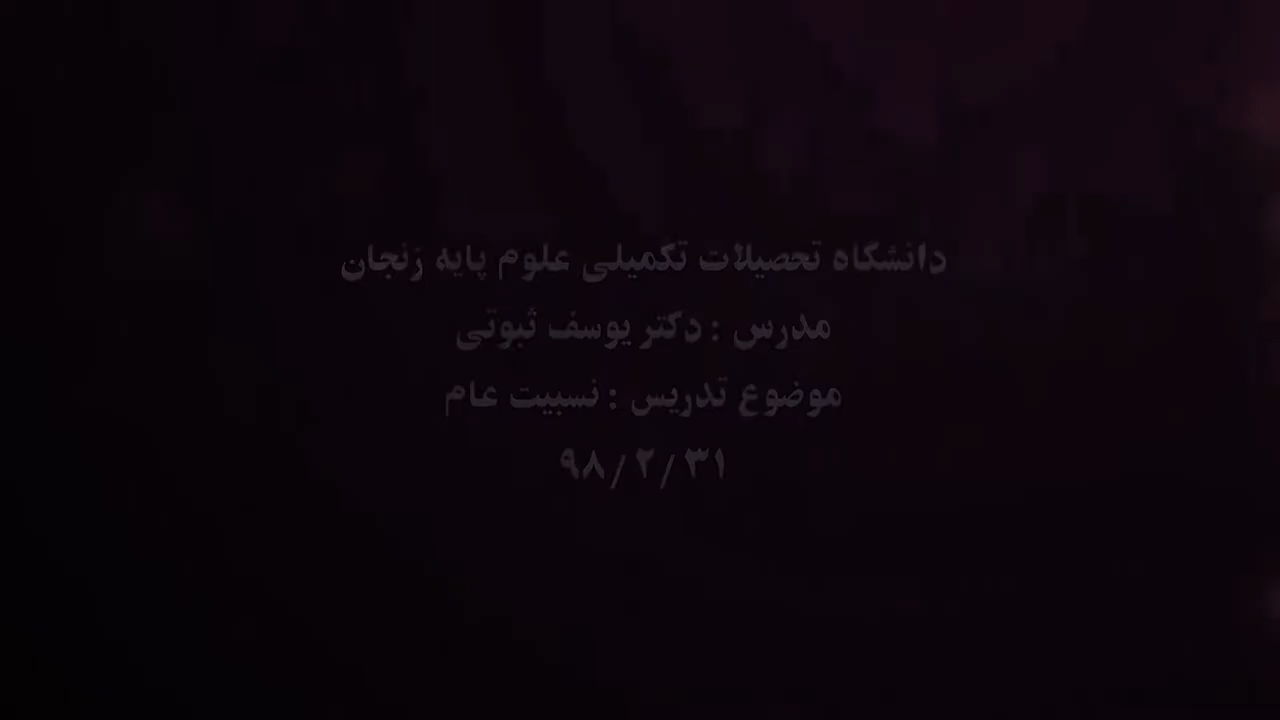 دانشگاه تحصیلات تکمیلی علوم پایه زنجان
مدرس : دکتر یوسف ثبوتی
موضوع تدریس : نسبیت عام
۹۸/۲/۳۱